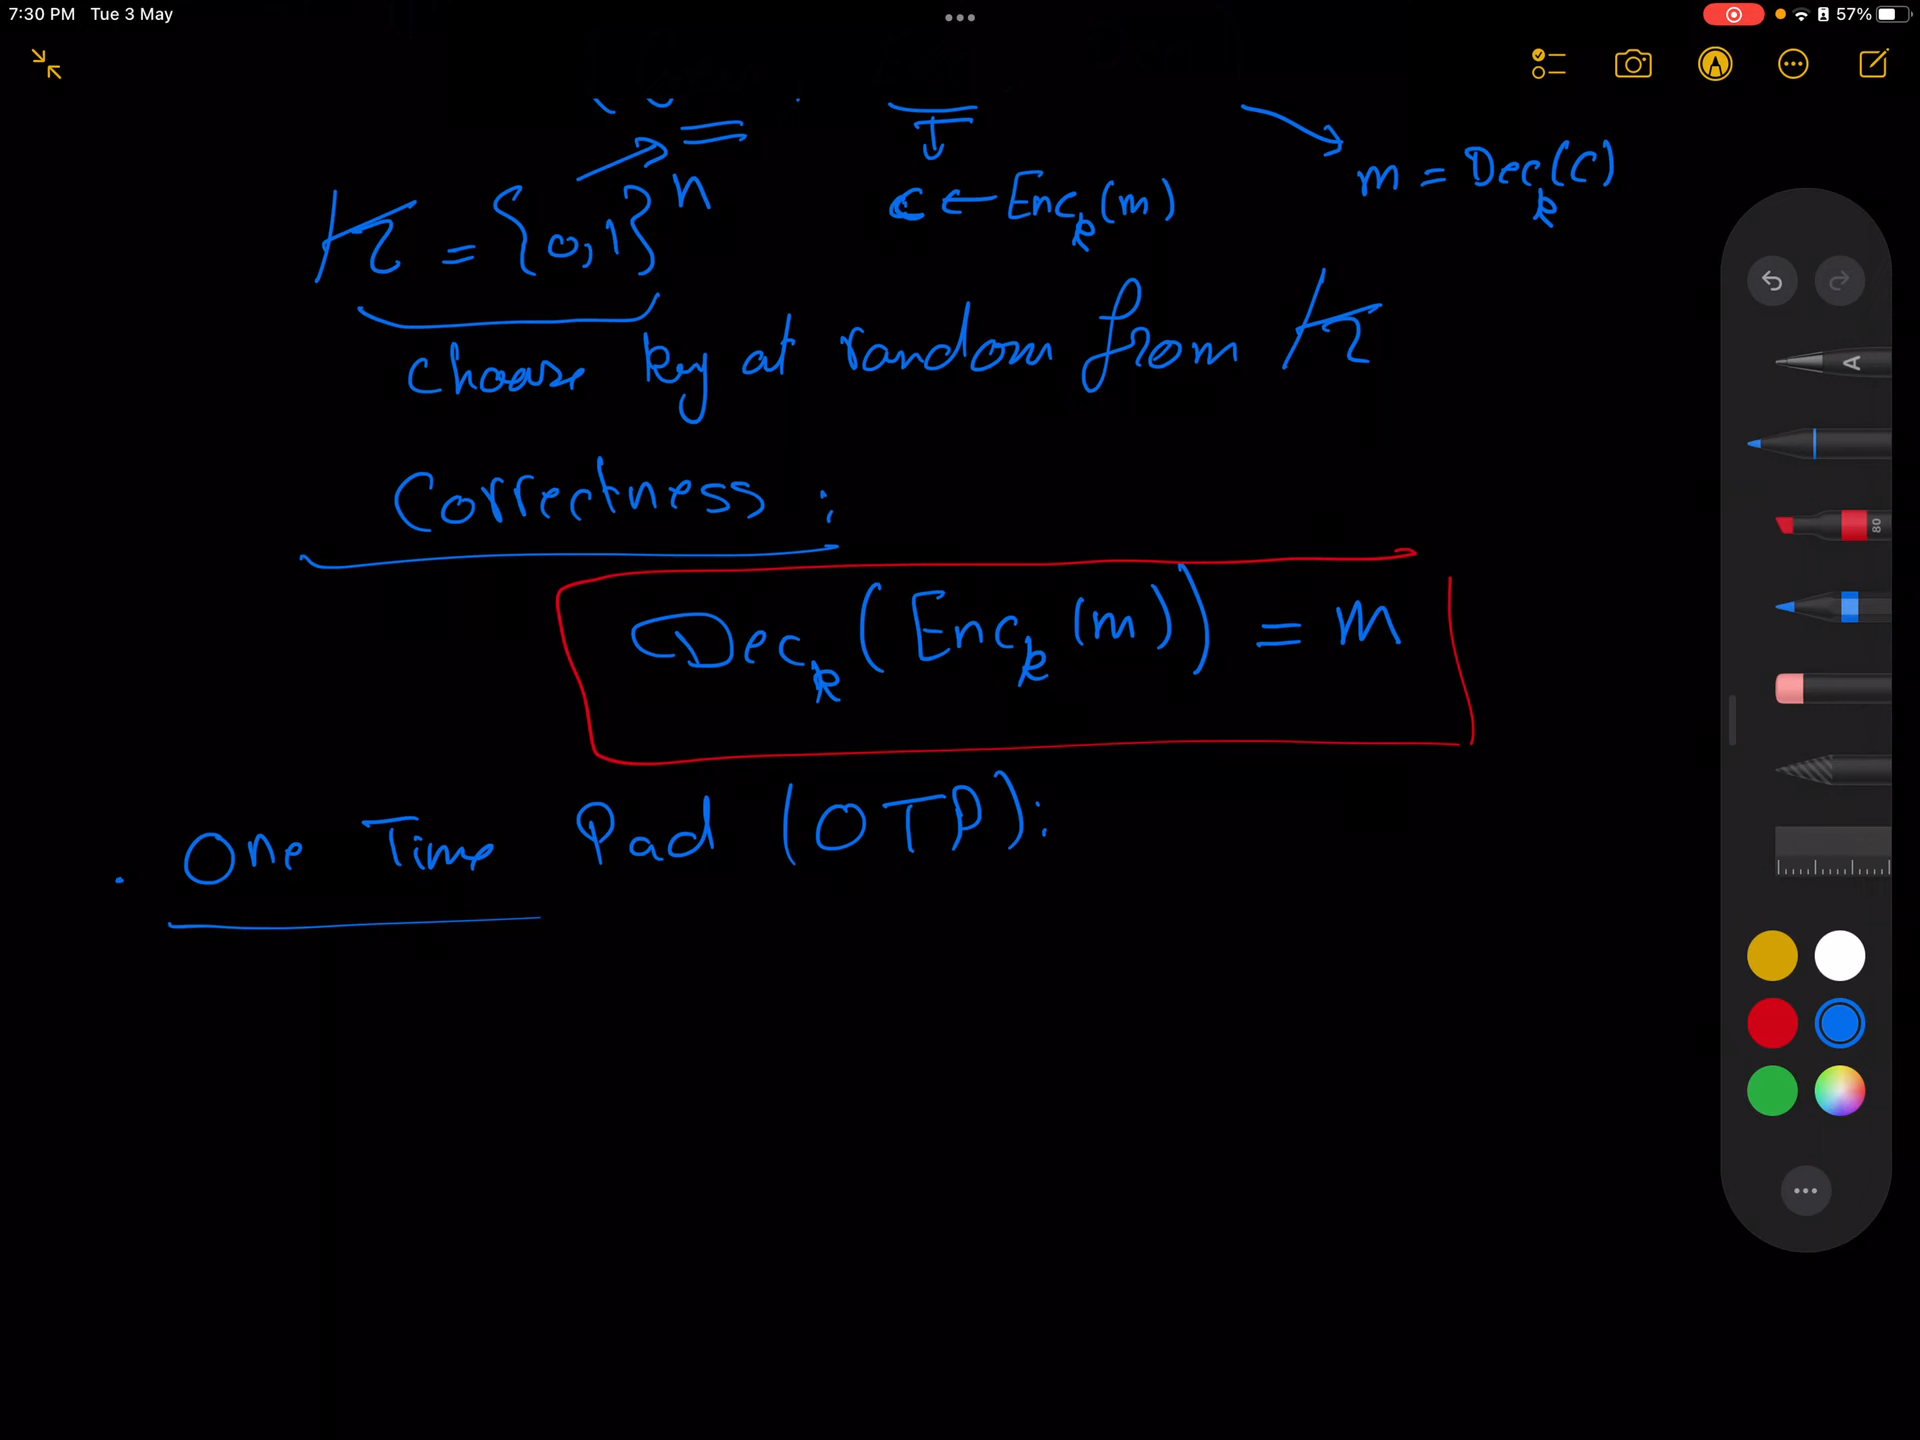 7:30 PM Tue 3 May
57%
K = {0,1}^n
c ← Enc_k(m)
m = Dec_k(c)
choose key at random from K
Correctness :
Dec_k(Enc_k(m)) = m
. One Time Pad (OTP):
A
80